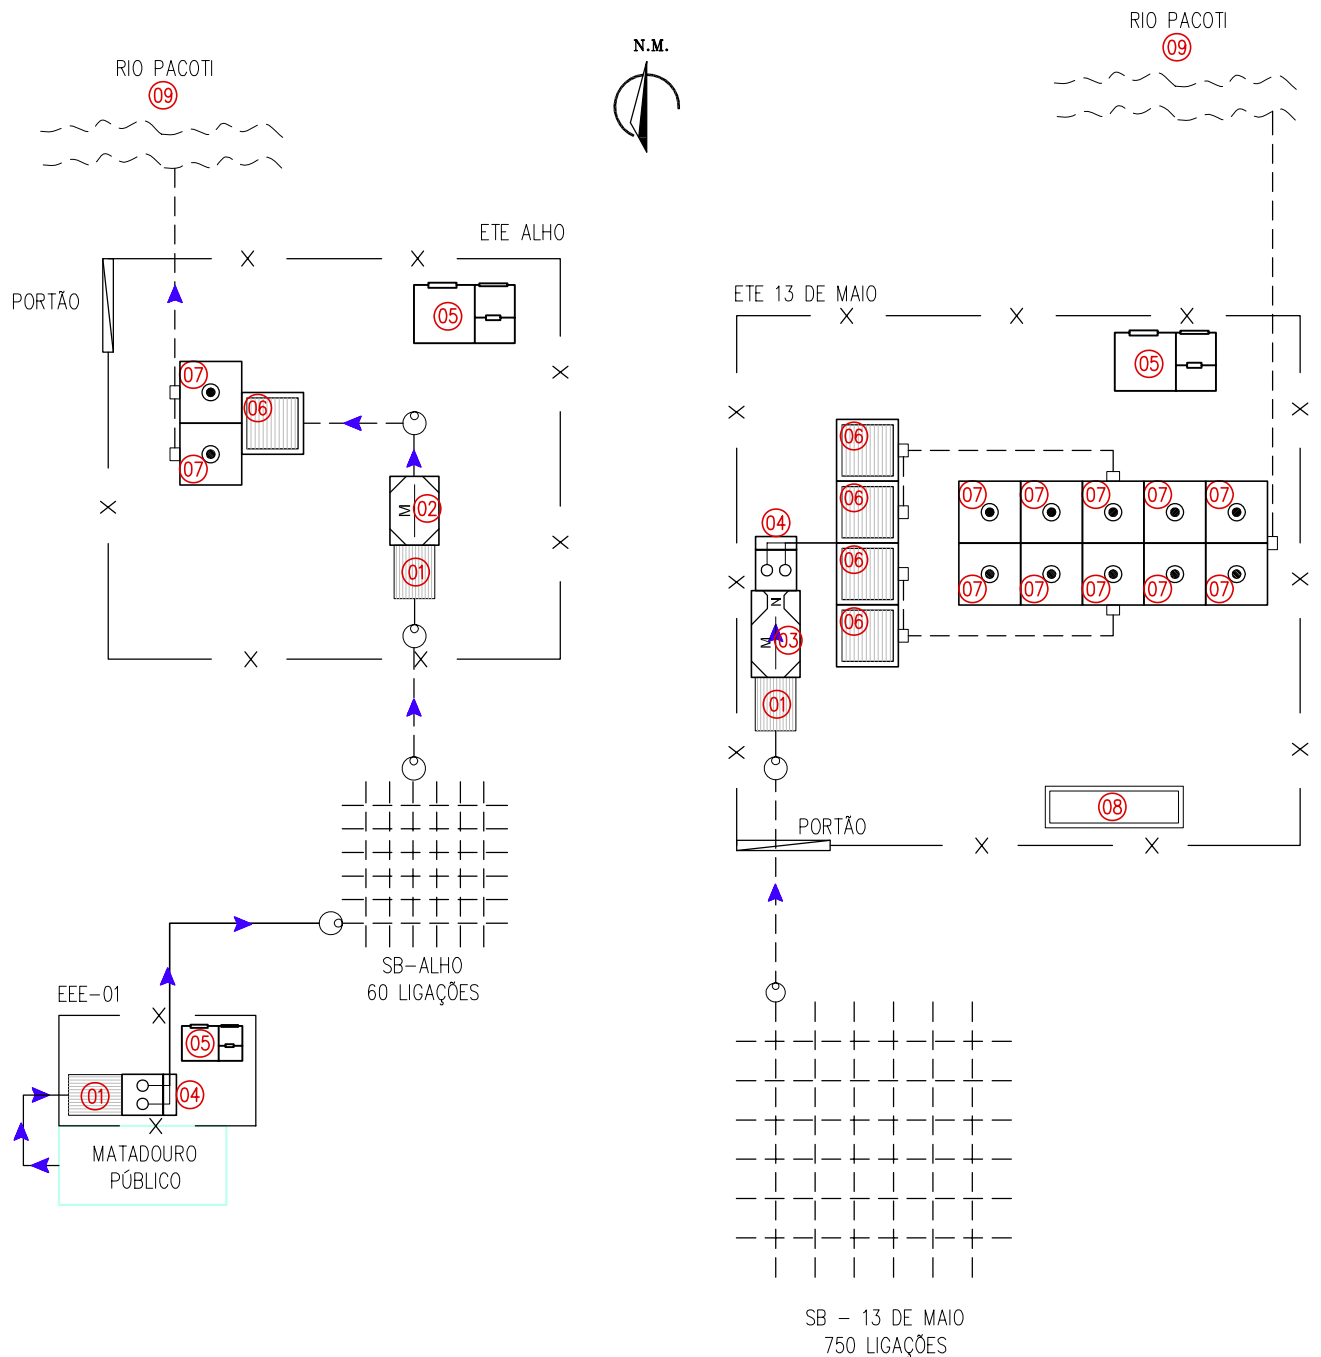 RIO PACOTI
09
N.M.
RIO PACOTI
09
ETE ALHO
PORTÃO
05
07
06
07
M
02
01
ETE 13 DE MAIO
05
06
06
06
06
04
07
07
07
07
07
07
07
07
07
07
N
M
03
01
08
PORTÃO
SB-ALHO
60 LIGAÇÕES
EEE-01
05
01
04
MATADOURO
PÚBLICO
SB - 13 DE MAIO
750 LIGAÇÕES